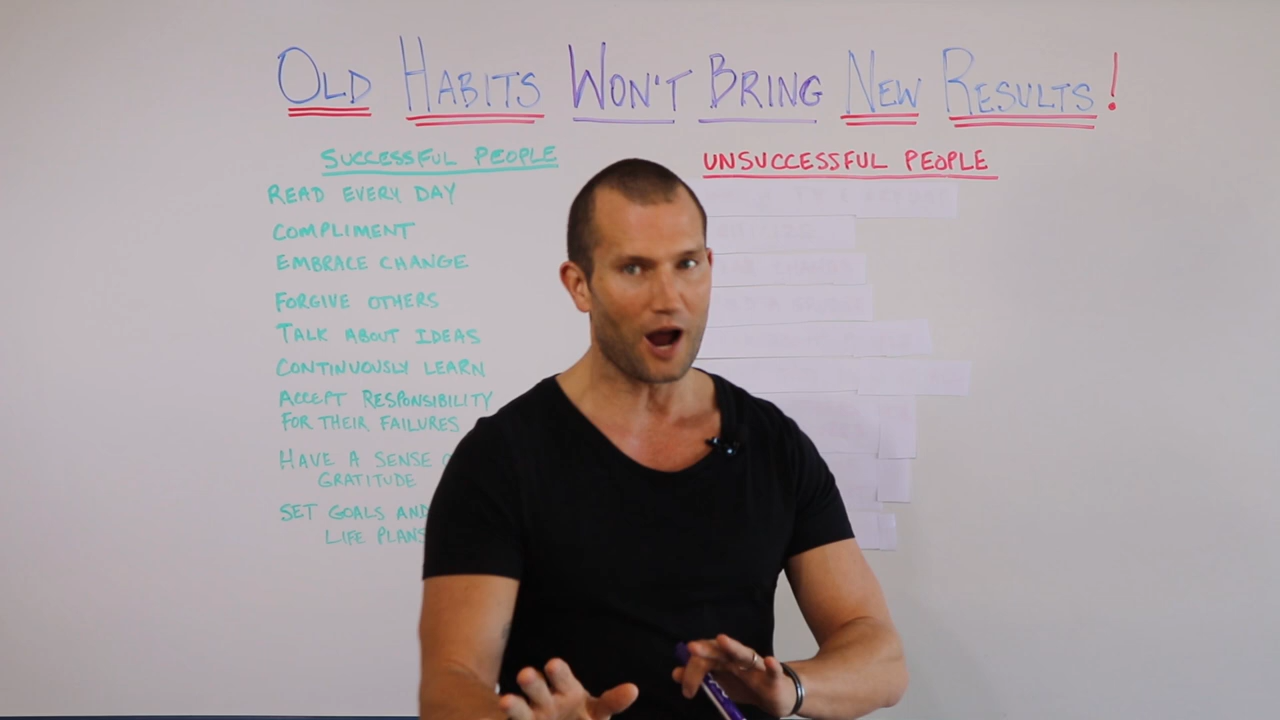 OLD HABITS WON'T BRING NEW RESULTS!
SUCCESSFUL PEOPLE
READ EVERY DAY
COMPLIMENT
EMBRACE CHANGE
FORGIVE OTHERS
TALK ABOUT IDEAS
CONTINUOUSLY LEARN
ACCEPT RESPONSIBILITY
FOR THEIR FAILURES
HAVE A SENSE
GRATITUDE
SET GOALS AND
LIFE PLANS
UNSUCCESSFUL PEOPLE